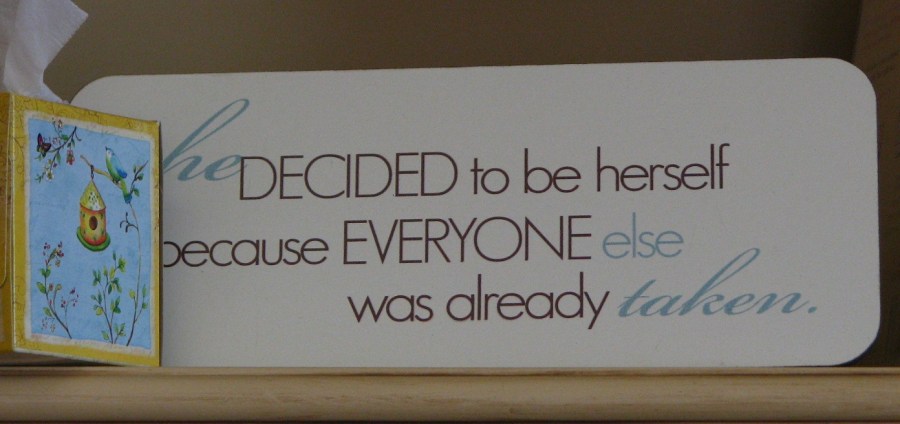 he DECIDED to be herself
because EVERYONE else
was already taken.